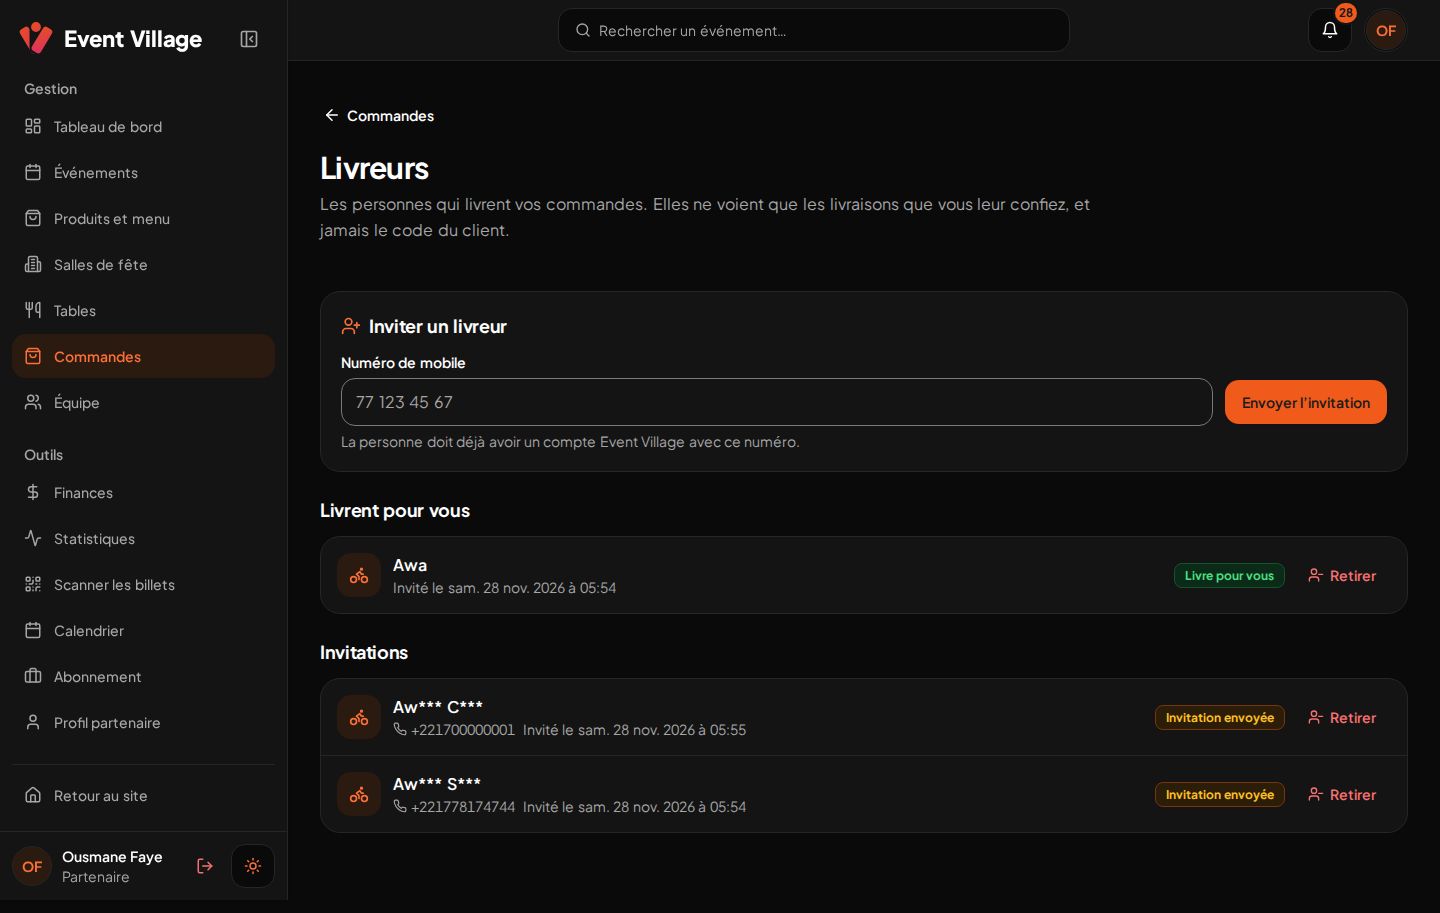 Event Village
Gestion
Tableau de bord
Événements
Produits et menu
Salles de fête
Tables
Commandes
Équipe
Outils
Finances
Statistiques
Scanner les billets
Calendrier
Abonnement
Profil partenaire
Retour au site
OF
Ousmane Faye
Partenaire
Rechercher un événement...
28
OF
Commandes
Livreurs
Les personnes qui livrent vos commandes. Elles ne voient que les livraisons que vous leur confiez, et
jamais le code du client.
Inviter un livreur
Numéro de mobile
77 123 45 67
Envoyer l'invitation
La personne doit déjà avoir un compte Event Village avec ce numéro.
Livrent pour vous
Awa
Invité le sam. 28 nov. 2026 à 05:54
Livre pour vous
Retirer
Invitations
Aw*** C***
+221700000001 Invité le sam. 28 nov. 2026 à 05:55
Invitation envoyée
Retirer
Aw*** S***
+221778174744 Invité le sam. 28 nov. 2026 à 05:54
Invitation envoyée
Retirer